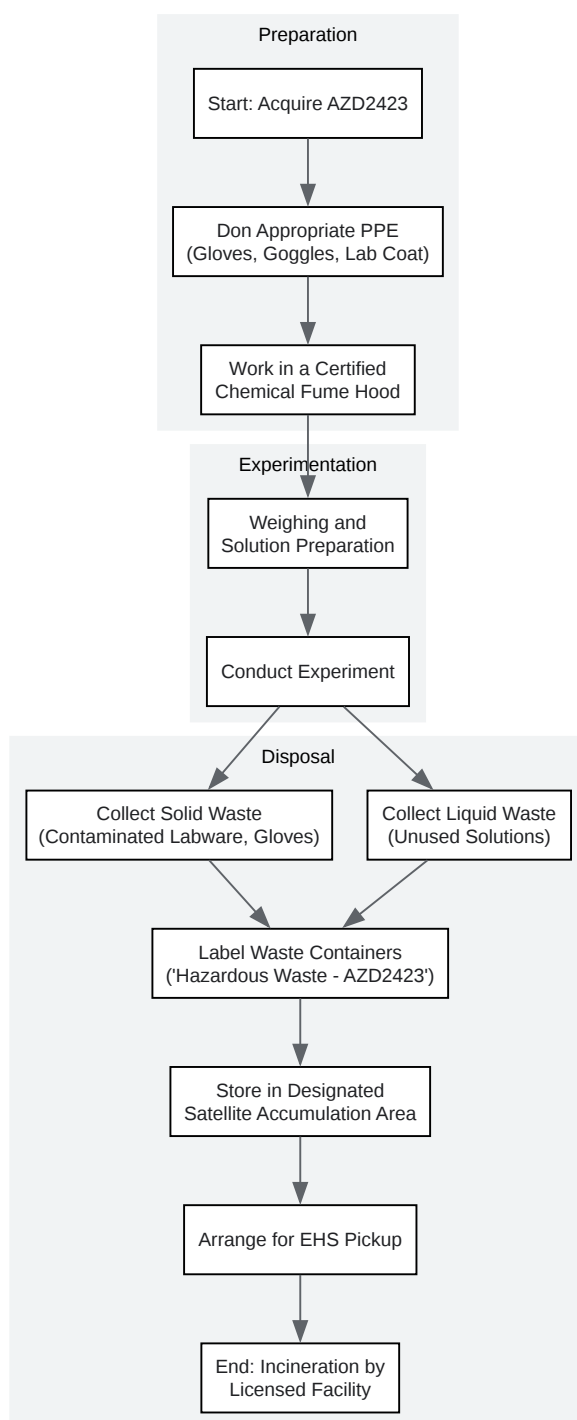 Preparation
Start: Acquire AZD2423
Don Appropriate PPE
(Gloves, Goggles, Lab Coat)
Work in a Certified
Chemical Fume Hood
Experimentation
Weighing and
Solution Preparation
Conduct Experiment
Disposal
Collect Solid Waste
(Contaminated Labware, Gloves)
Collect Liquid Waste
(Unused Solutions)
Label Waste Containers
('Hazardous Waste - AZD2423')
Store in Designated
Satellite Accumulation Area
Arrange for EHS Pickup
End: Incineration by
Licensed Facility